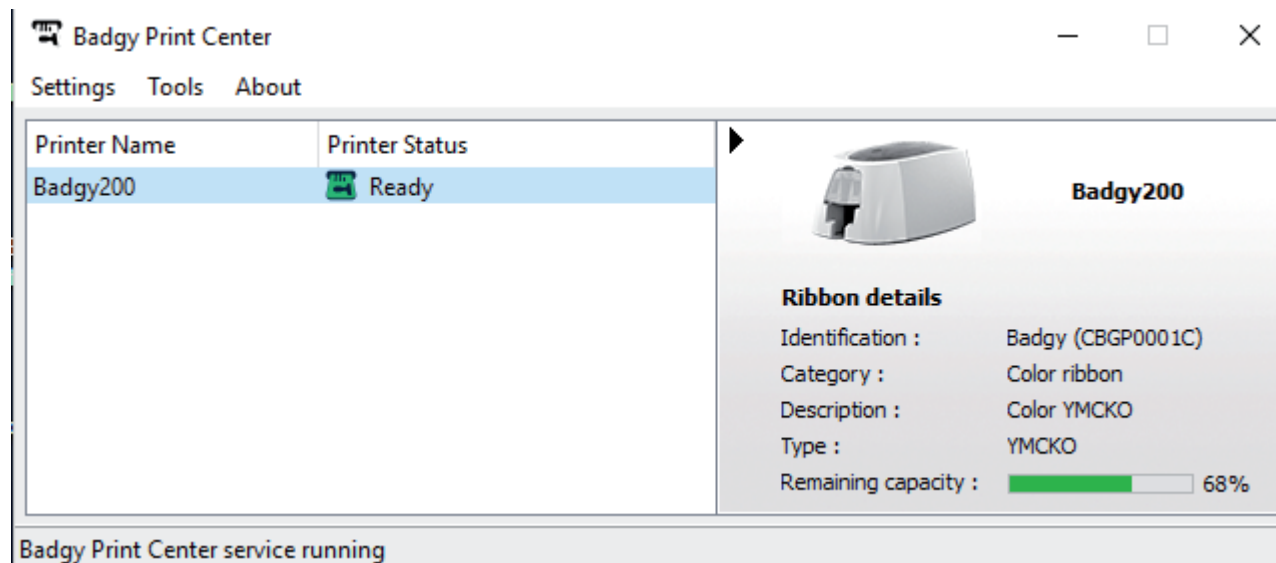 Badgy Print Center
Settings Tools About
Printer Name Printer Status
Badgy200 Ready
Badgy200
Ribbon details
Identification : Badgy (CBGP0001C)
Category : Color ribbon
Description : Color YMCKO
Type : YMCKO
Remaining capacity : 68%
Badgy Print Center service running